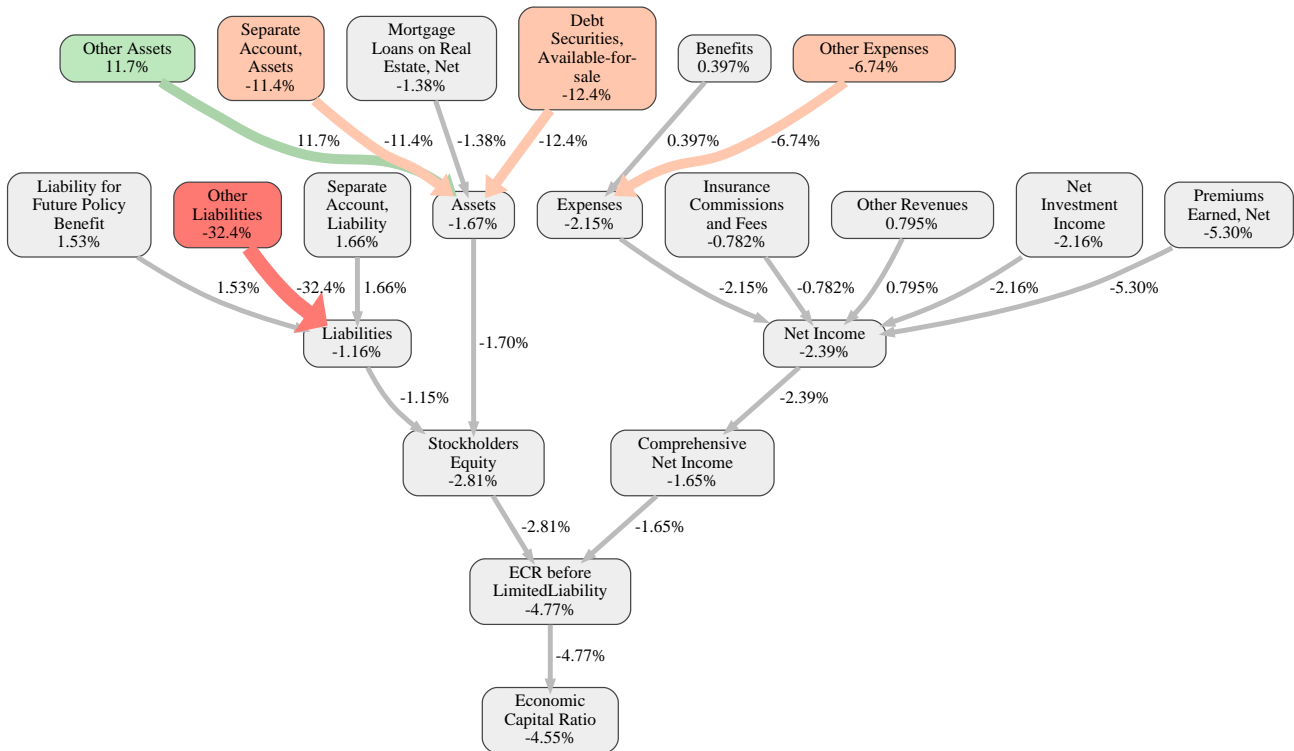 Other Assets
11.7%
Separate
Account,
Assets
-11.4%
Mortgage
Loans on Real
Estate, Net
-1.38%
Debt
Securities,
Available-for-
sale
-12.4%
Benefits
0.397%
Other Expenses
-6.74%
11.7%
-11.4%
-1.38%
-12.4%
0.397%
-6.74%
Liability for
Future Policy
Benefit
1.53%
Other
Liabilities
-32.4%
Separate
Account,
Liability
1.66%
Assets
-1.67%
Expenses
-2.15%
Insurance
Commissions
and Fees
-0.782%
Other Revenues
0.795%
Net
Investment
Income
-2.16%
Premiums
Earned, Net
-5.30%
1.53%
-32.4%
1.66%
-2.15%
-0.782%
0.795%
-2.16%
-5.30%
Liabilities
-1.16%
-1.70%
Net Income
-2.39%
-1.15%
-2.39%
Stockholders
Equity
-2.81%
Comprehensive
Net Income
-1.65%
-2.81%
-1.65%
ECR before
LimitedLiability
-4.77%
-4.77%
Economic
Capital Ratio
-4.55%